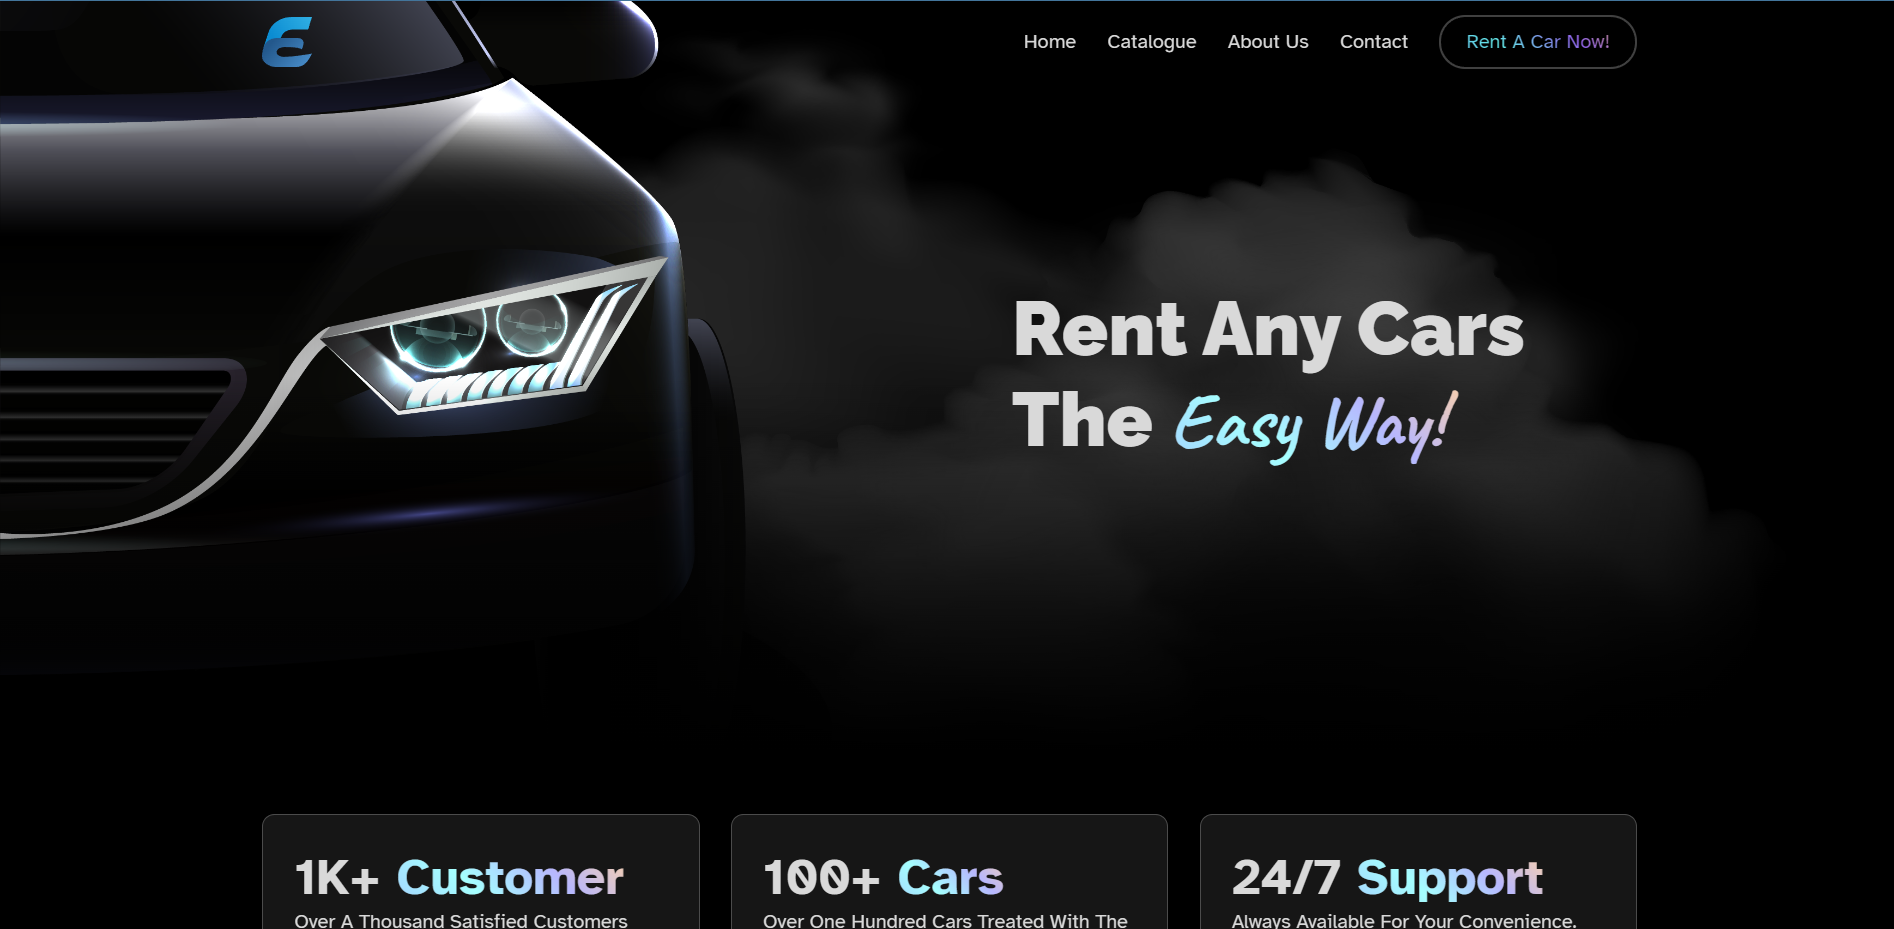 Home Catalogue About Us Contact Rent A Car Now!
Rent Any Cars
The Easy Way!
1K+ Customer
Over A Thousand Satisfied Customers
100+ Cars
Over One Hundred Cars Treated With The
24/7 Support
Always Available For Your Convenience.